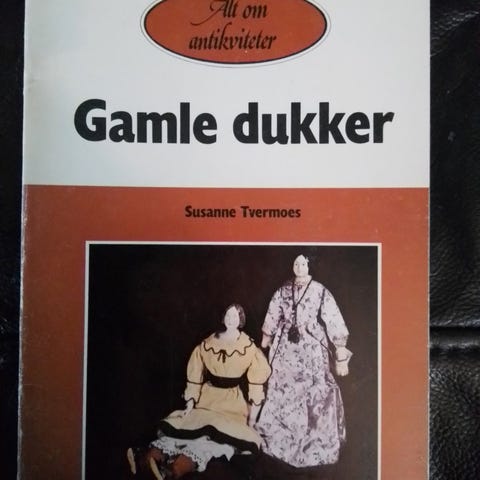 Alt om
antikviteter
Gamle dukker
Susanne Tvermoes